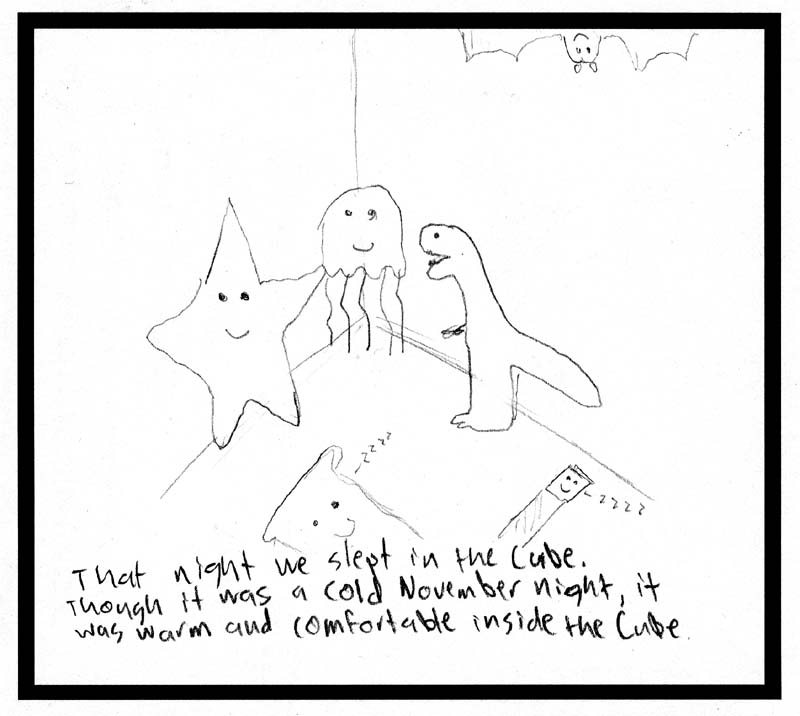 zzzz
zzzz
That night we slept in the Cube.
Though it was a cold November night, it
was warm and comfortable inside the Cube.